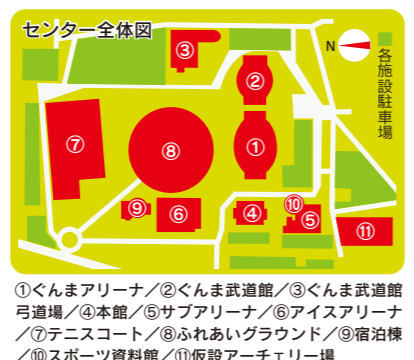 センター全体図
N
各施設駐車場
③
②
①
⑦
⑧
⑨
⑥
④
⑩
⑤
⑪
①ぐんまアリーナ／②ぐんま武道館／③ぐんま武道館
弓道場／④本館／⑤サブアリーナ／⑥アイスアリーナ
／⑦テニスコート／⑧ふれあいグラウンド／⑨宿泊棟
／⑩スポーツ資料館／⑪仮設アーチェリー場